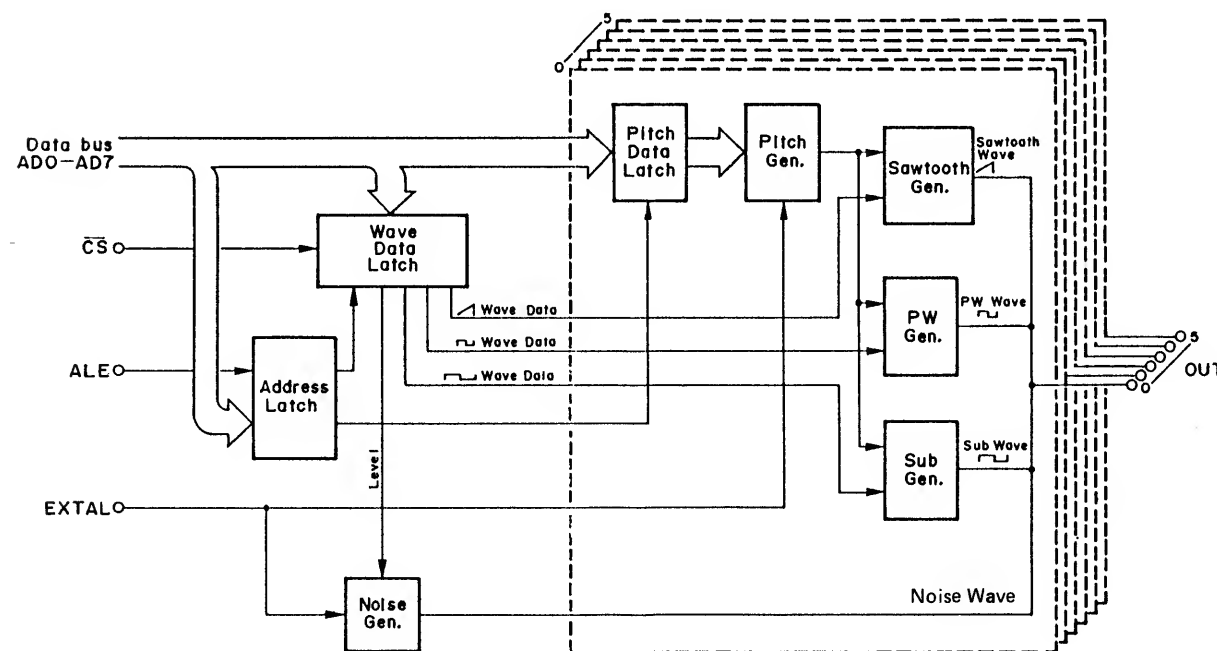 5
0
Data bus
AD0-AD7
Pitch
Data
Latch
Pitch
Gen.
Sawtooth
Wave
Sawtooth
Gen.
CS
Wave
Data
Latch
Wave Data
PW Wave
PW
Gen.
Wave Data
5
OUT
0
ALE
Address
Latch
Wave Data
Sub Wave
Sub
Gen.
Level
EXTAL
Noise
Gen.
Noise Wave